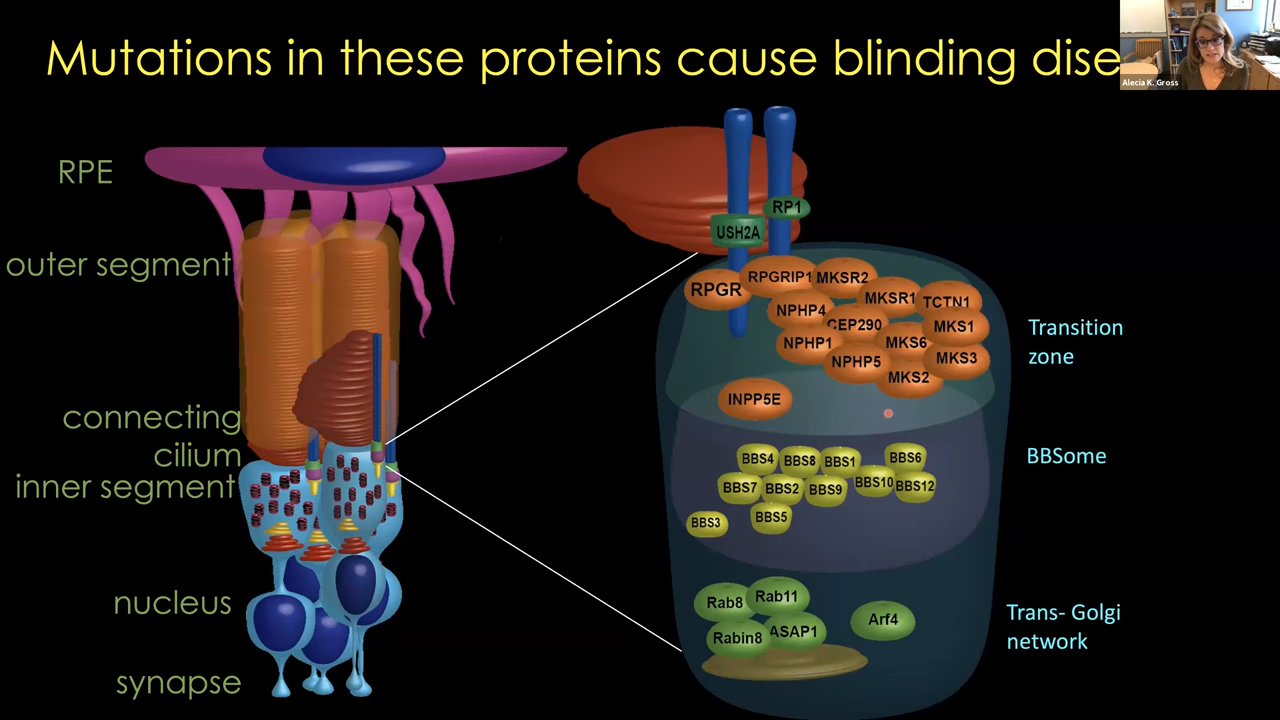 Mutations in these proteins cause blinding dise
Alecia K. Gross
RPE
outer segment
connecting
cilium
inner segment
nucleus
synapse
RP1
USH2A
RPGR
RPGRIP1
MKSR2
MKSR1
TCTN1
NPHP4
CEP290
MKS1
NPHP1
MKS6
NPHP5
MKS3
MKS2
INPP5E
Transition
zone
BBS4
BBS8
BBS1
BBS6
BBS7
BBS2
BBS9
BBS10
BBS12
BBS3
BBS5
BBSome
Rab8
Rab11
Rabin8
ASAP1
Arf4
Trans- Golgi
network